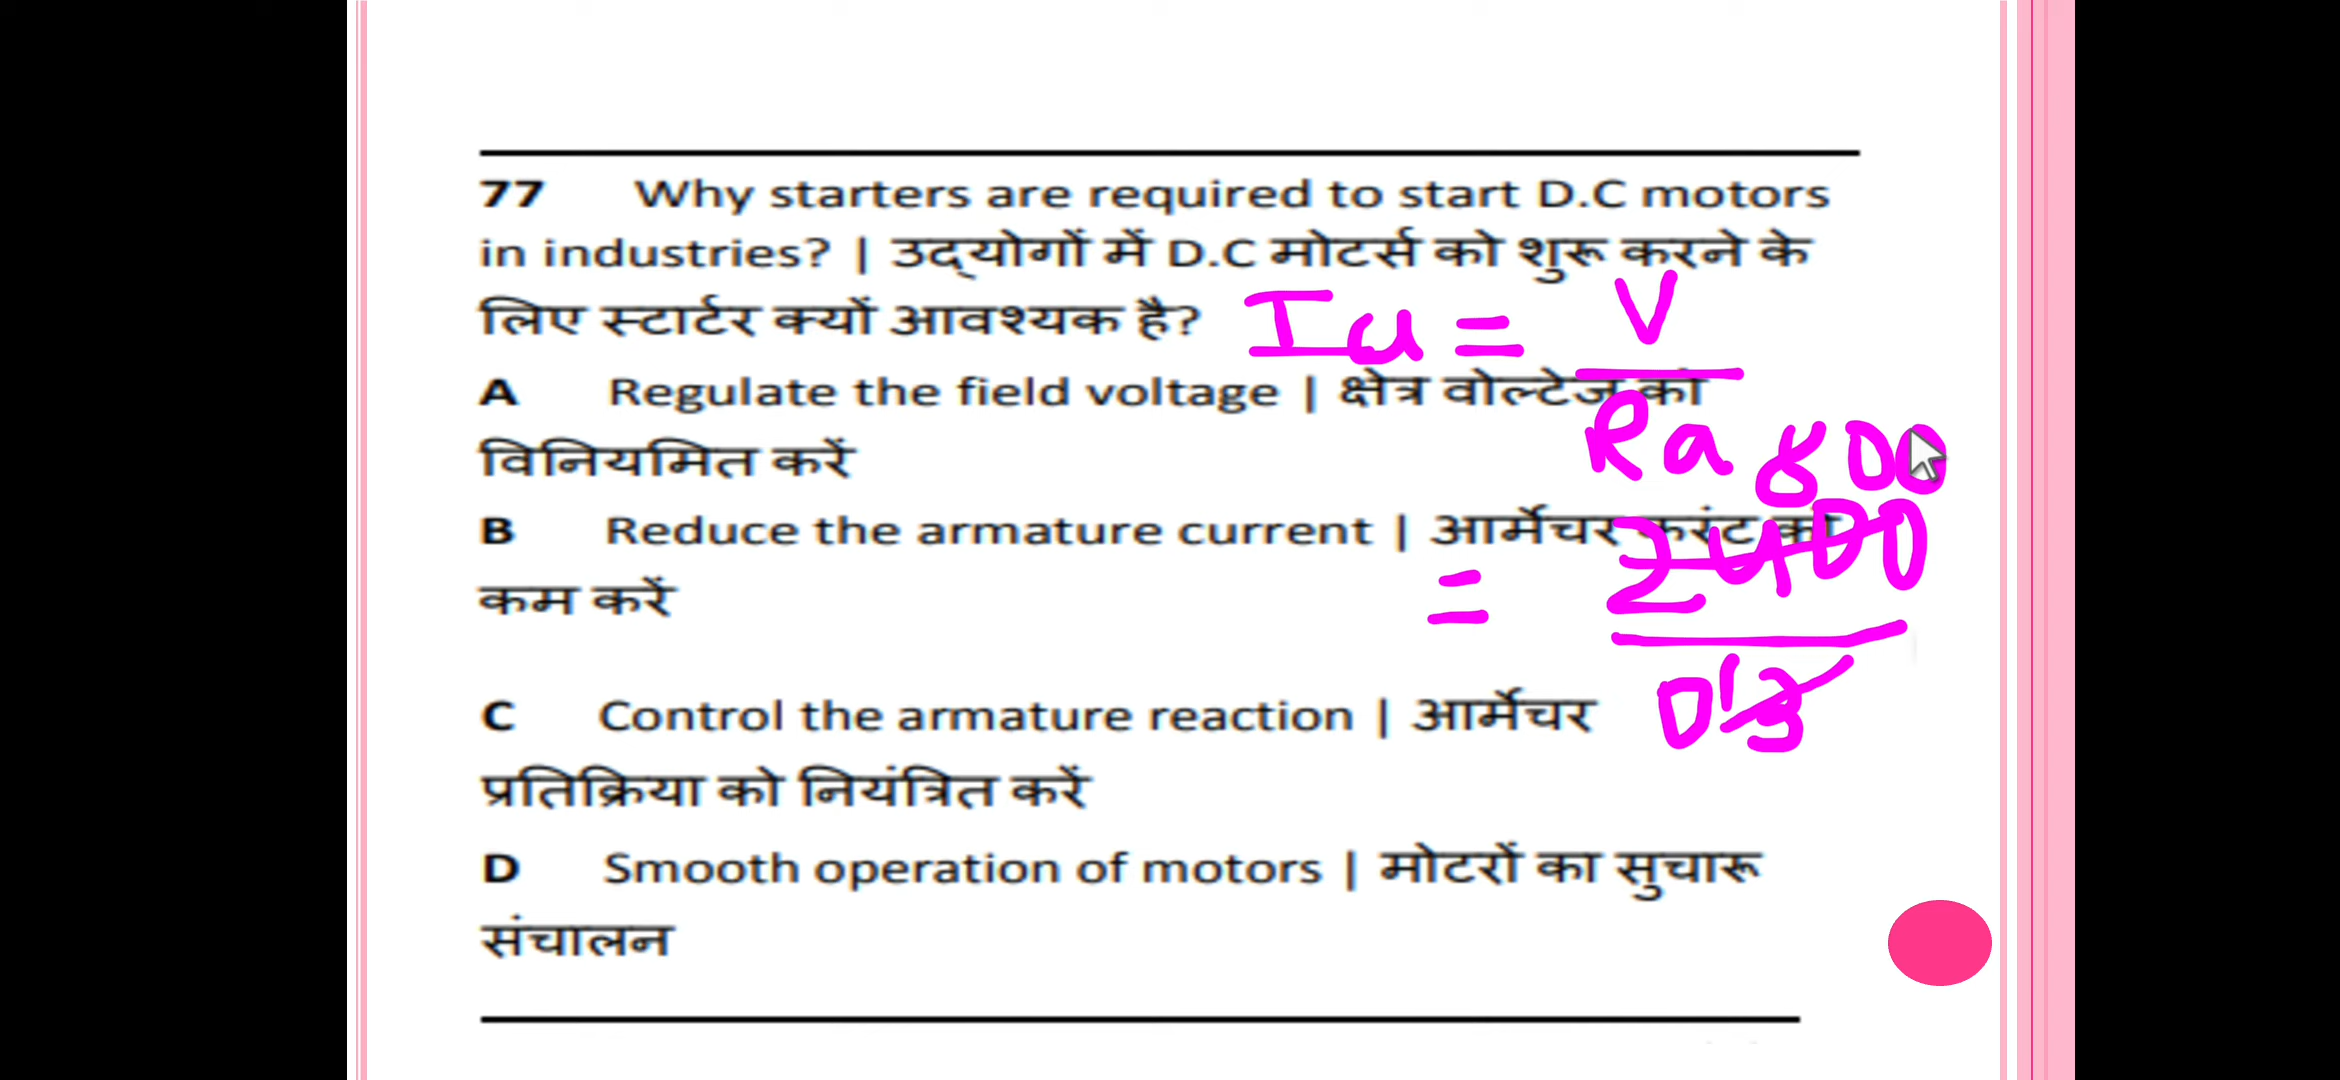 77 Why starters are required to start D.C motors
in industries? | उद्योगों में D.C मोटर्स को शुरू करने के
लिए स्टार्टर क्यों आवश्यक है?
Ia = V
Ra
A Regulate the field voltage | क्षेत्र वोल्टेज को
विनियमित करें
800
B Reduce the armature current | आर्मेचर करंट को
कम करें
= 2400
0.3
C Control the armature reaction | आर्मेचर
प्रतिक्रिया को नियंत्रित करें
D Smooth operation of motors | मोटरों का सुचारू
संचालन